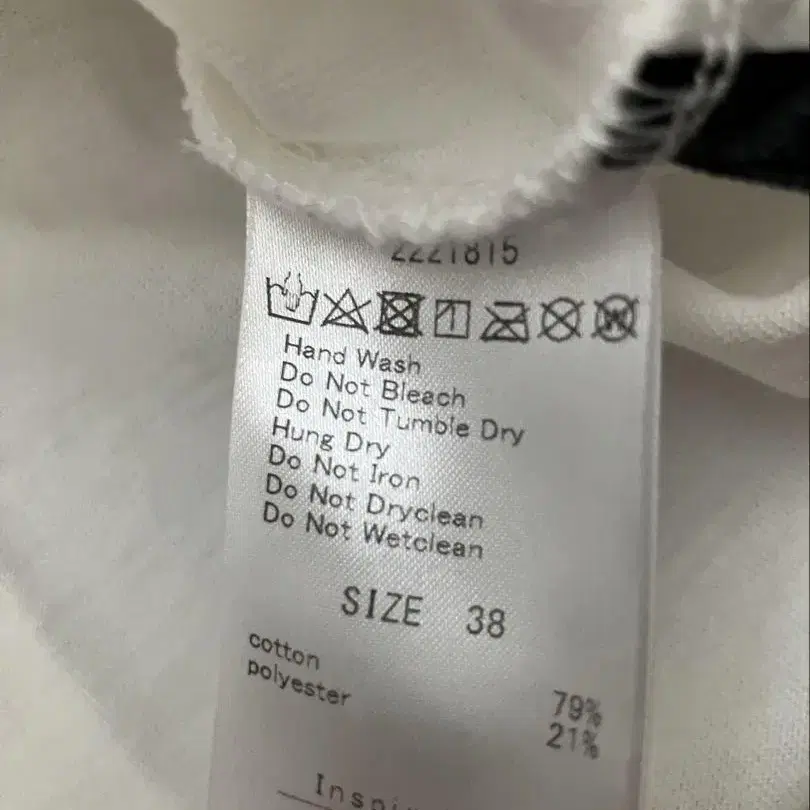 2221815
Hand Wash
Do Not Bleach
Do Not Tumble Dry
Hung Dry
Do Not Iron
Do Not Dryclean
Do Not Wetclean
SIZE 38
cotton 79%
polyester 21%